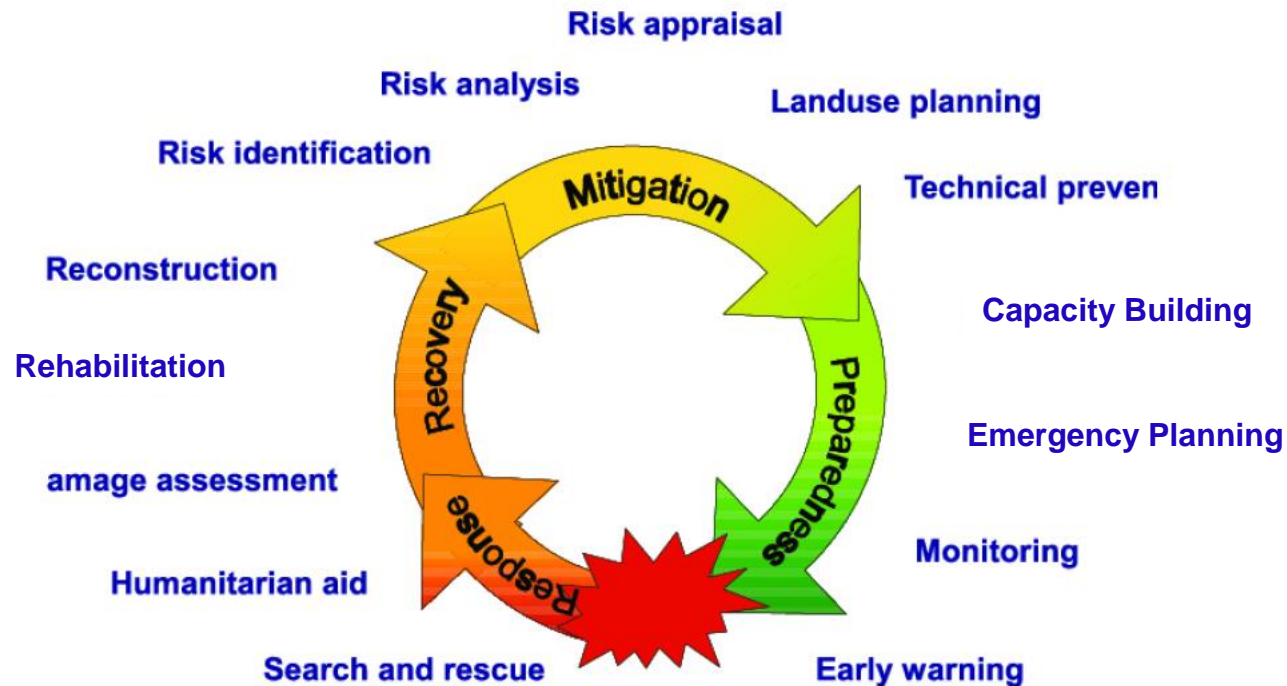 Risk appraisal
Risk analysis
Landuse planning
Risk identification
Mitigation
Technical preven
Reconstruction
Capacity Building
Recovery
Rehabilitation
Preparedness
Emergency Planning
amage assessment
Response
Monitoring
Humanitarian aid
Search and rescue
Early warning